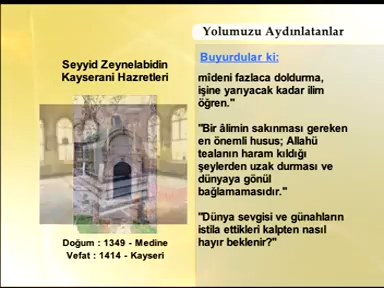 Yolumuzu Aydınlatanlar
Seyyid Zeynelabidin
Kayserani Hazretleri
Doğum : 1349 - Medine
Vefat : 1414 - Kayseri
Buyurdular ki:
mîdeni fazlaca doldurma,
işine yarıyacak kadar ilim
öğren."
"Bir âlimin sakınması gereken
en önemli husus; Allahü
tealanın haram kıldığı
şeylerden uzak durması ve
dünyaya gönül
bağlamamasıdır."
"Dünya sevgisi ve günahların
istila ettikleri kalpten nasıl
hayır beklenir?"